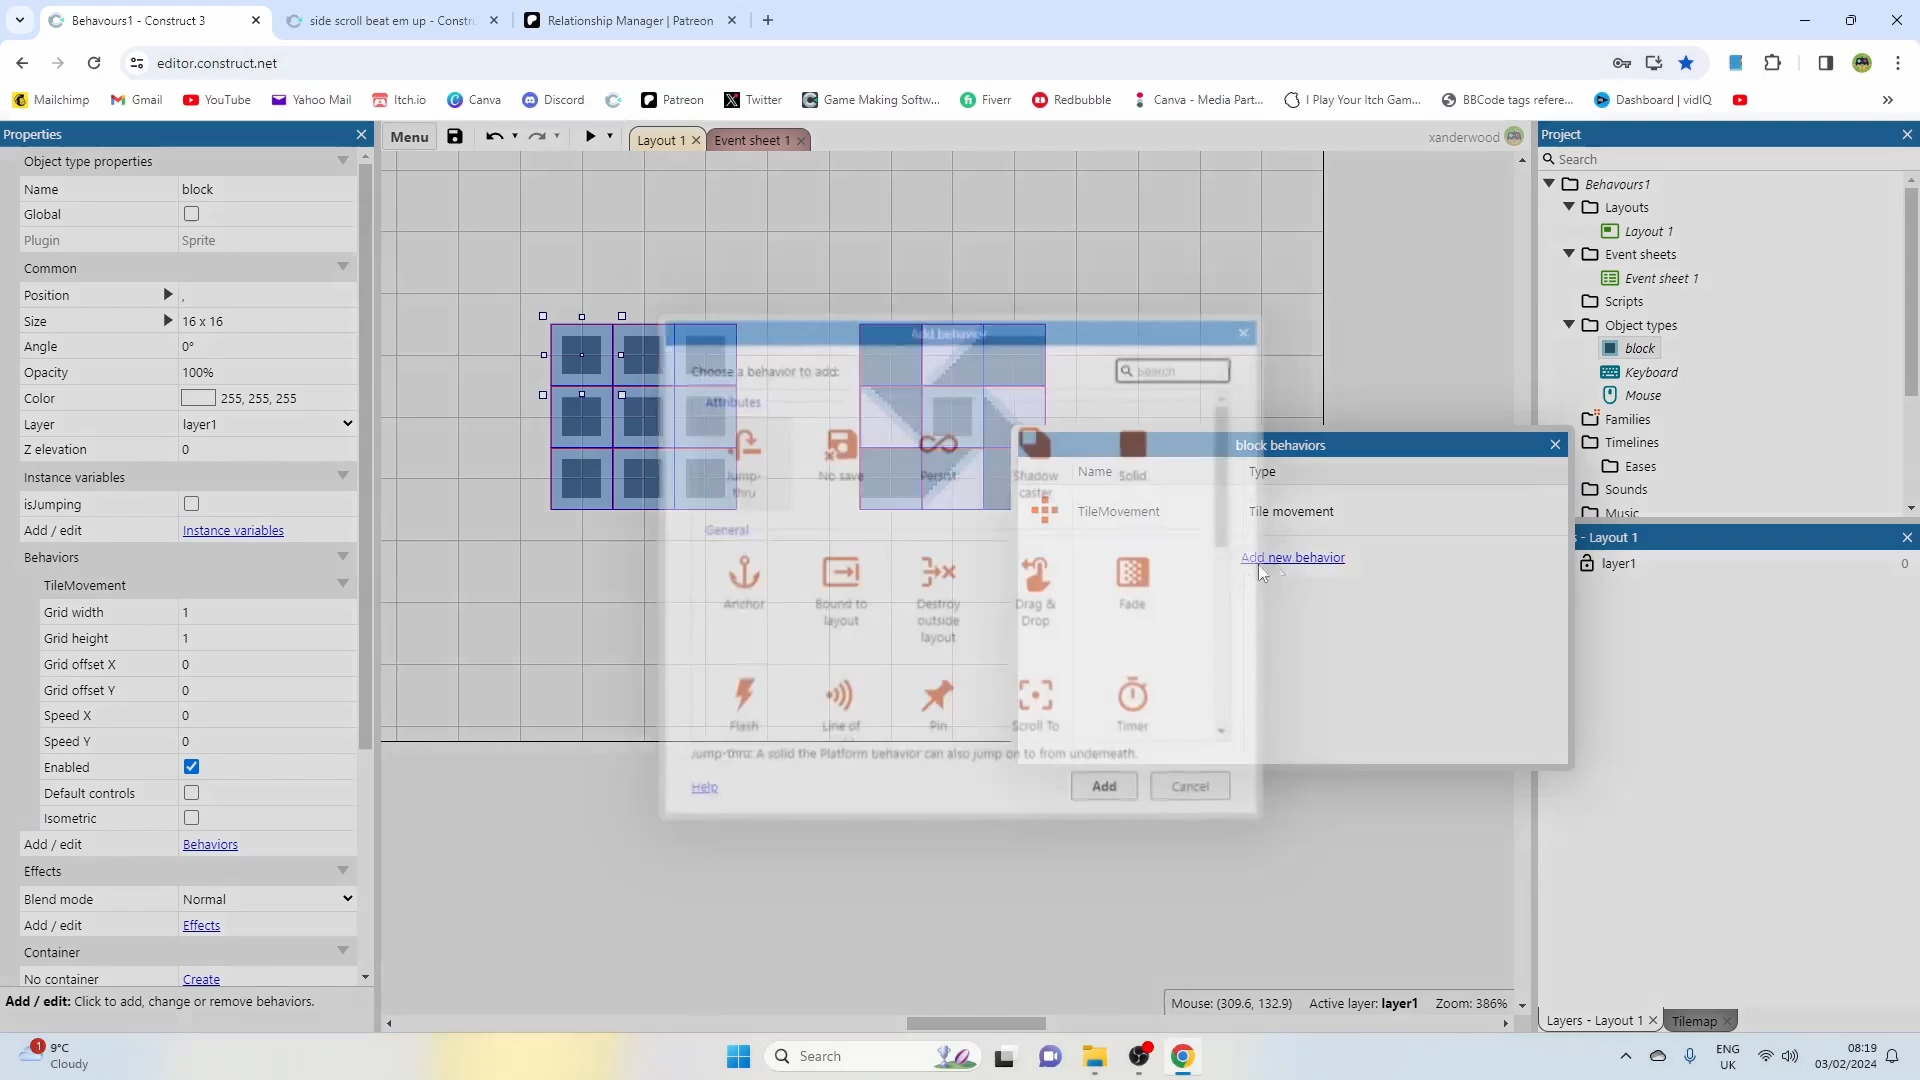 Behavours1 - Construct 3
side scroll beat em up - Constru
Relationship Manager | Patreon
editor.construct.net
Mailchimp
Gmail
YouTube
Yahoo Mail
Itch.io
Canva
Discord
Patreon
Twitter
Game Making Softw...
Fiverr
Redbubble
Canva - Media Part...
I Play Your Itch Gam...
BBCode tags refere...
Dashboard | vidIQ
Properties
Menu
Layout 1
Event sheet 1
xanderwood
Project
Object type properties
Name
block
Global
Plugin
Sprite
Common
Position
,
Size
16 x 16
Angle
0°
Opacity
100%
Color
255, 255, 255
Layer
layer1
Z elevation
0
Instance variables
isJumping
Add / edit
Instance variables
Behaviors
TileMovement
Grid width
1
Grid height
1
Grid offset X
0
Grid offset Y
0
Speed X
0
Speed Y
0
Enabled
Default controls
Isometric
Add / edit
Behaviors
Effects
Blend mode
Normal
Add / edit
Effects
Container
No container
Create
Add / edit: Click to add, change or remove behaviors.
Add behavior
Choose a behavior to add:
Search
Attributes
Jump-
thru
No save
Persist
Shadow
caster
Solid
General
Anchor
Bound to
layout
Destroy
outside
layout
Drag &
Drop
Fade
Flash
Line of
Pin
Scroll To
Timer
Jump-thru: A solid the Platform behavior can also jump on to from underneath.
Help
Add
Cancel
block behaviors
Name
Type
TileMovement
Tile movement
Add new behavior
Mouse: (309.6, 132.9)
Active layer: layer1
Zoom: 386%
Search
Behavours1
Layouts
Layout 1
Event sheets
Event sheet 1
Scripts
Object types
block
Keyboard
Mouse
Families
Timelines
Eases
Sounds
Music
s - Layout 1
layer1
0
Layers - Layout 1
Tilemap
1
9°C
Cloudy
Search
ENG
UK
08:19
03/02/2024